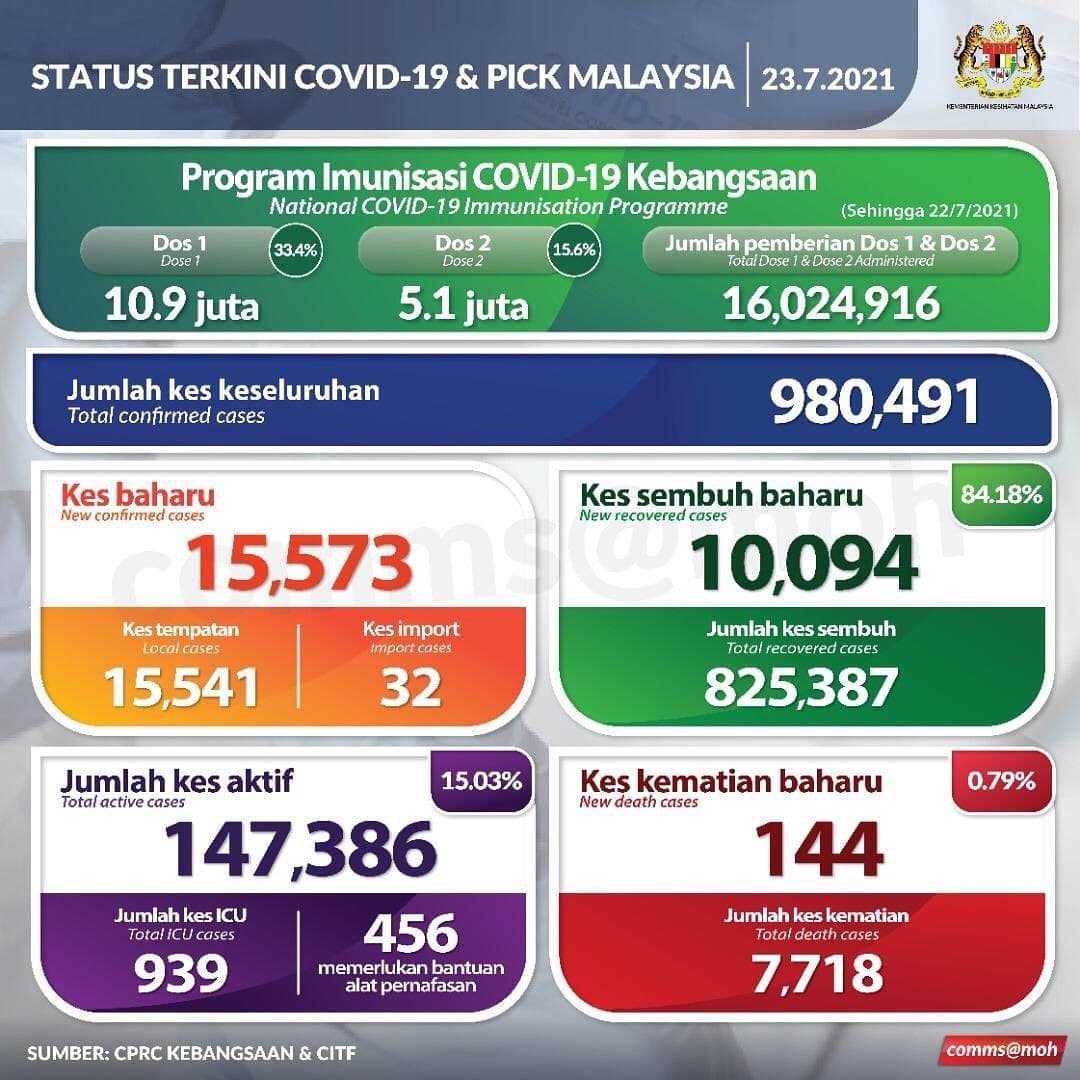 STATUS TERKINI COVID-19 & PICK MALAYSIA
23.7.2021
KEMENTERIAN KESIHATAN MALAYSIA
Program Imunisasi COVID-19 Kebangsaan
National COVID-19 Immunisation Programme
(Sehingga 22/7/2021)
Dos 1
Dose 1
33.4%
10.9 juta
Dos 2
Dose 2
15.6%
5.1 juta
Jumlah pemberian Dos 1 & Dos 2
Total Dose 1 & Dose 2 Administered
16,024,916
Jumlah kes keseluruhan
Total confirmed cases
980,491
Kes baharu
New confirmed cases
15,573
Kes tempatan
Local cases
15,541
Kes import
Import cases
32
Kes sembuh baharu
New recovered cases
84.18%
10,094
Jumlah kes sembuh
Total recovered cases
825,387
comms@moh
Jumlah kes aktif
Total active cases
15.03%
147,386
Jumlah kes ICU
Total ICU cases
939
456
memerlukan bantuan
alat pernafasan
Kes kematian baharu
New death cases
0.79%
144
Jumlah kes kematian
Total death cases
7,718
SUMBER: CPRC KEBANGSAAN & CITF
comms@moh